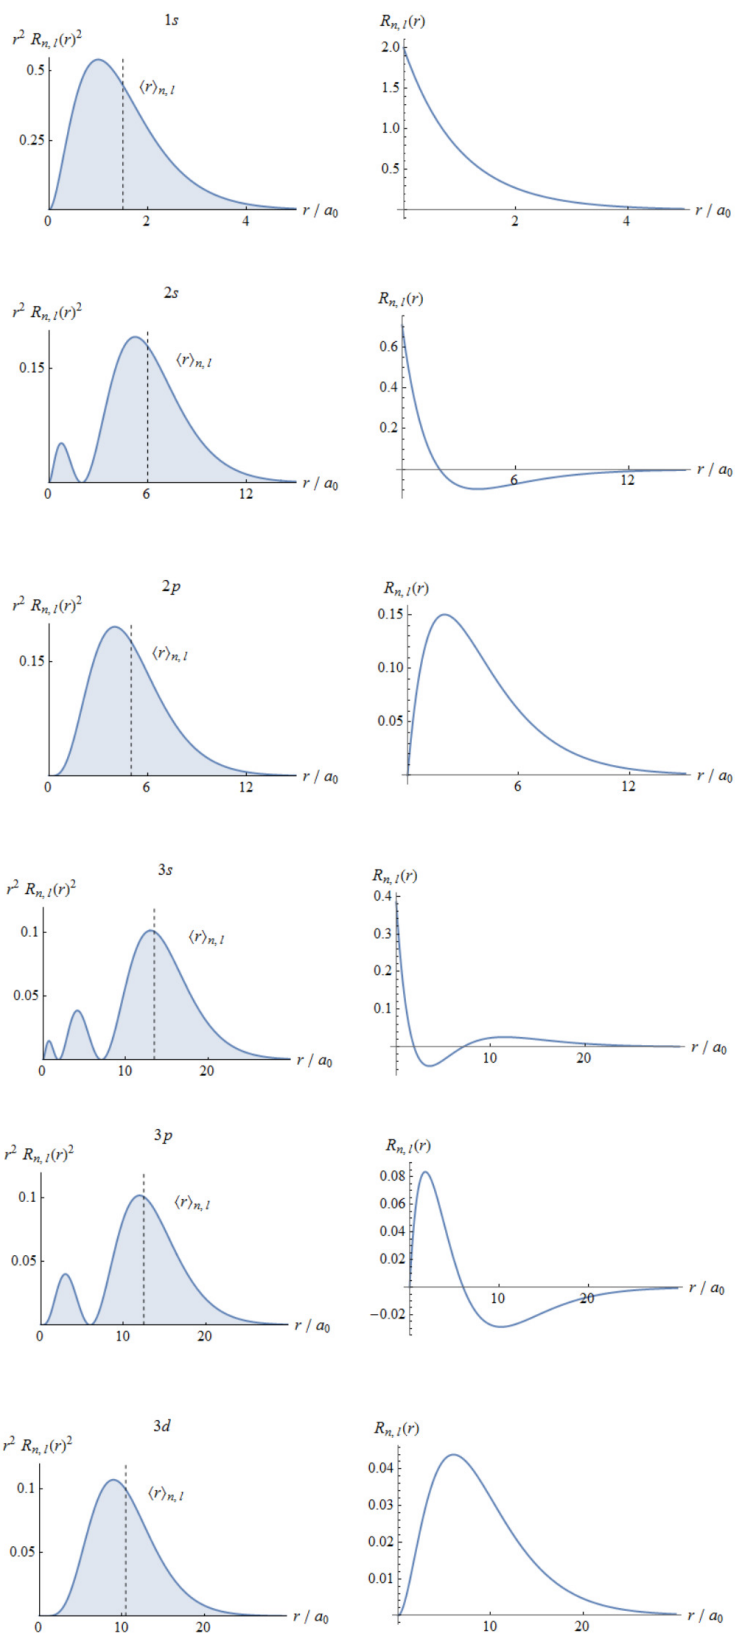 1s
r² Rn, l(r)²
0.5
⟨r⟩n, l
0.25
0 2 4 r / a0
Rn, l(r)
2.0
1.5
1.0
0.5
2 4 r / a0
2s
r² Rn, l(r)²
0.15
⟨r⟩n, l
0 6 12 r / a0
Rn, l(r)
0.6
0.4
0.2
6 12 r / a0
2p
r² Rn, l(r)²
0.15
⟨r⟩n, l
0 6 12 r / a0
Rn, l(r)
0.15
0.10
0.05
6 12 r / a0
3s
r² Rn, l(r)²
0.1
⟨r⟩n, l
0.05
0 10 20 r / a0
Rn, l(r)
0.4
0.3
0.2
0.1
10 20 r / a0
3p
r² Rn, l(r)²
0.1
⟨r⟩n, l
0.05
0 10 20 r / a0
Rn, l(r)
0.08
0.06
0.04
0.02
10 20 r / a0
−0.02
3d
r² Rn, l(r)²
0.1
⟨r⟩n, l
0.05
0 10 20 r / a0
Rn, l(r)
0.04
0.03
0.02
0.01
10 20 r / a0